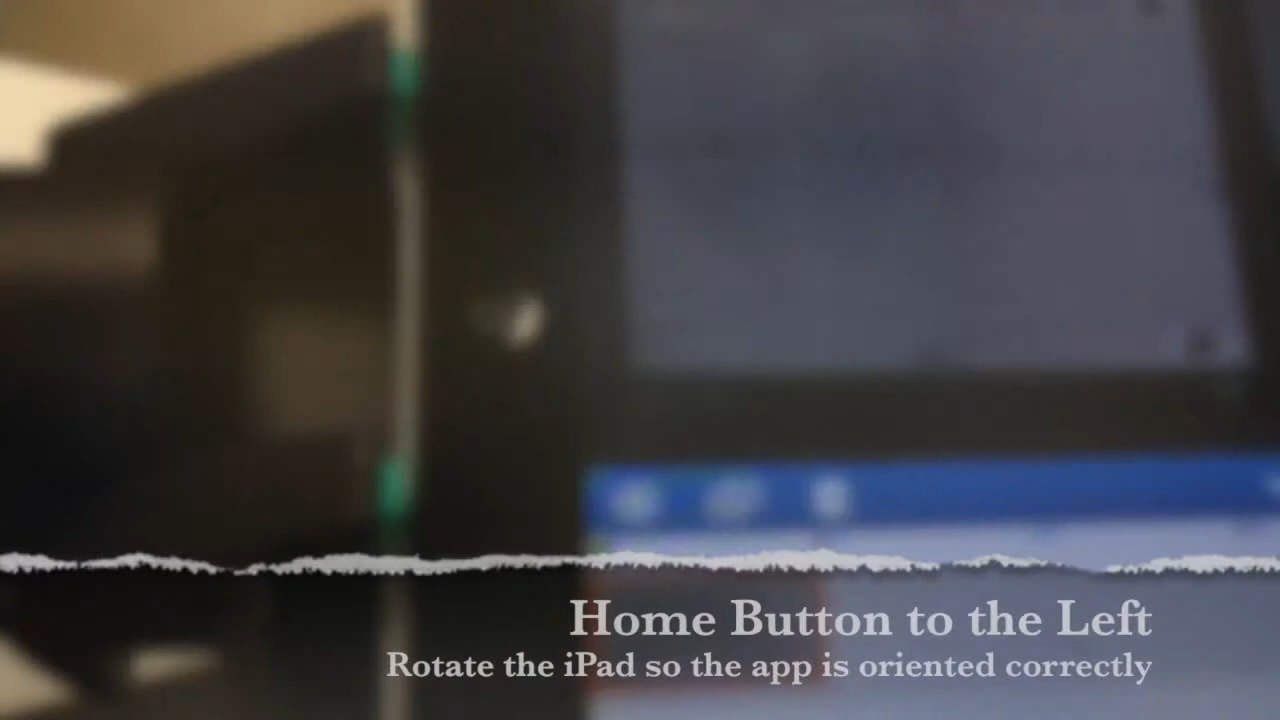 Home Button to the Left
Rotate the iPad so the app is oriented correctly